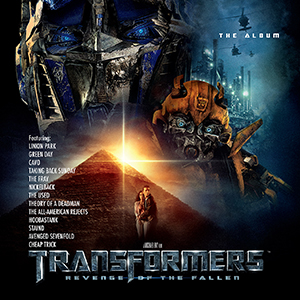 THE ALBUM
Featuring:
LINKIN PARK
GREEN DAY
CAVO
TAKING BACK SUNDAY
THE FRAY
NICKELBACK
THE USED
THEORY OF A DEADMAN
THE ALL-AMERICAN REJECTS
HOOBASTANK
STAIND
AVENGED SEVENFOLD
CHEAP TRICK
TRANSFORMERS
REVENGE OF THE FALLEN